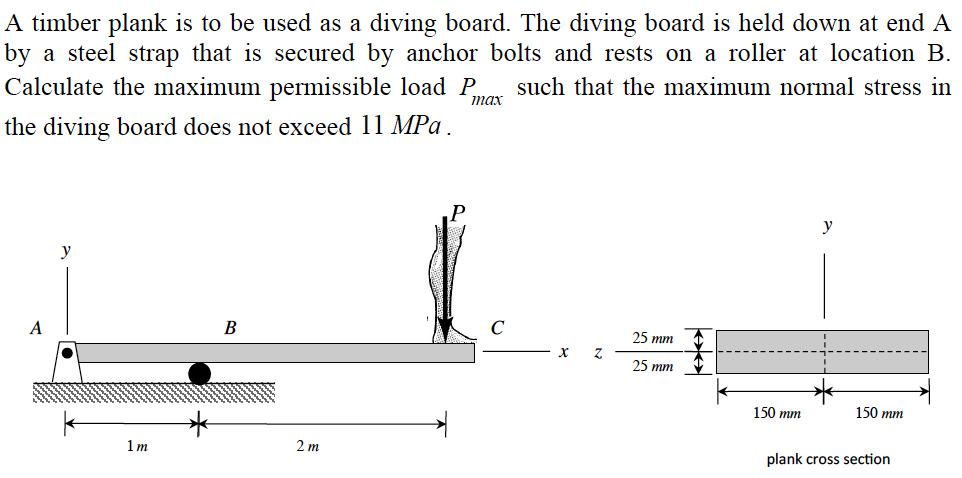 A timber plank is to be used as a diving board. The diving board is held down at end A
by a steel strap that is secured by anchor bolts and rests on a roller at location B.
Calculate the maximum permissible load P_max such that the maximum normal stress in
the diving board does not exceed 11 MPa.
P
y
y
A
B
C
x
z
25 mm
25 mm
150 mm
150 mm
1 m
2 m
plank cross section